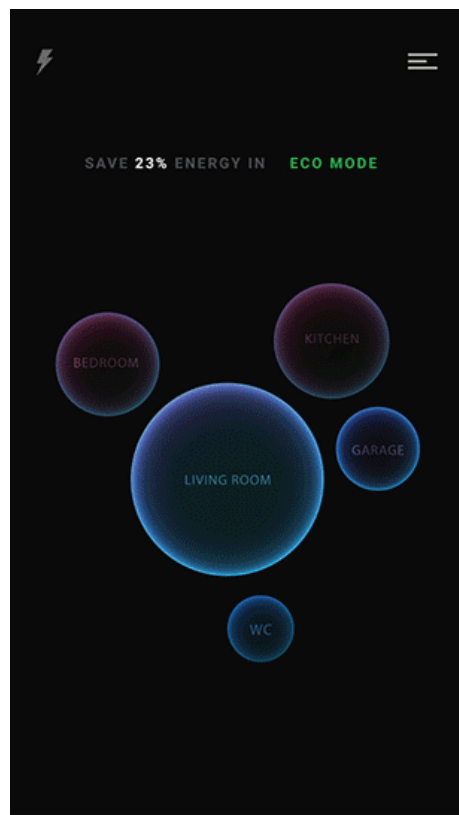 SAVE 23% ENERGY IN ECO MODE
KITCHEN
BEDROOM
GARAGE
LIVING ROOM
WC